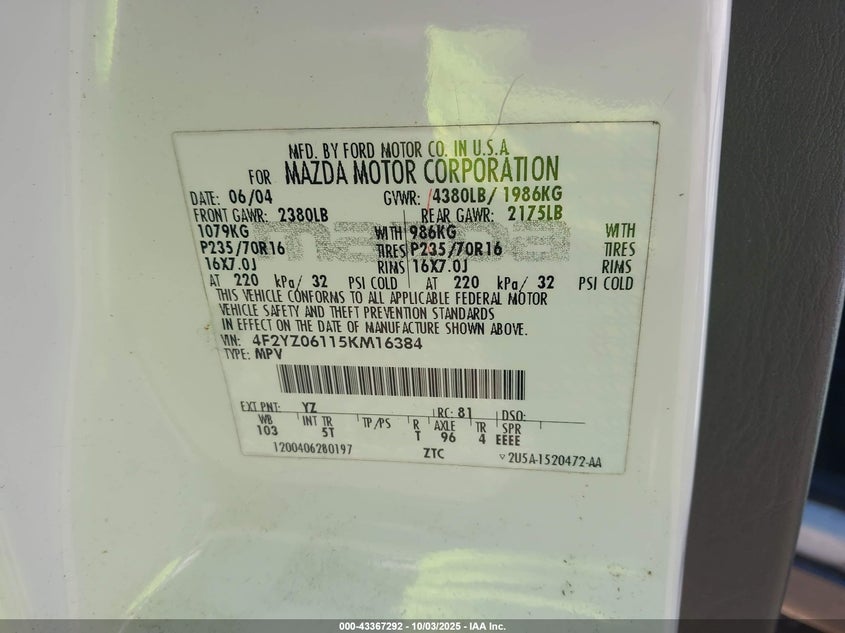 MFD. BY FORD MOTOR CO. IN U.S.A.
FOR MAZDA MOTOR CORPORATION
DATE: 06/04 GVWR: 4380LB/ 1986KG
FRONT GAWR: 2380LB REAR GAWR: 2175LB
1079KG WITH 986KG WITH
P235/70R16 TIRES P235/70R16 TIRES
16X7.0J RIMS 16X7.0J RIMS
AT 220 kPa/ 32 PSI COLD AT 220 kPa/ 32 PSI COLD
THIS VEHICLE CONFORMS TO ALL APPLICABLE FEDERAL MOTOR
VEHICLE SAFETY AND THEFT PREVENTION STANDARDS
IN EFFECT ON THE DATE OF MANUFACTURE SHOWN ABOVE.
VIN: 4F2YZ06115KM16384
TYPE: MPV
EXT PNT: YZ RC: 81 DSO:
WB INT TR TP/PS R AXLE TR SPR
103 5T T 96 4 EEEE
1200406280197 ZTC 2U5A-1520472-AA
000-43367292 - 10/03/2025 - IAA Inc.